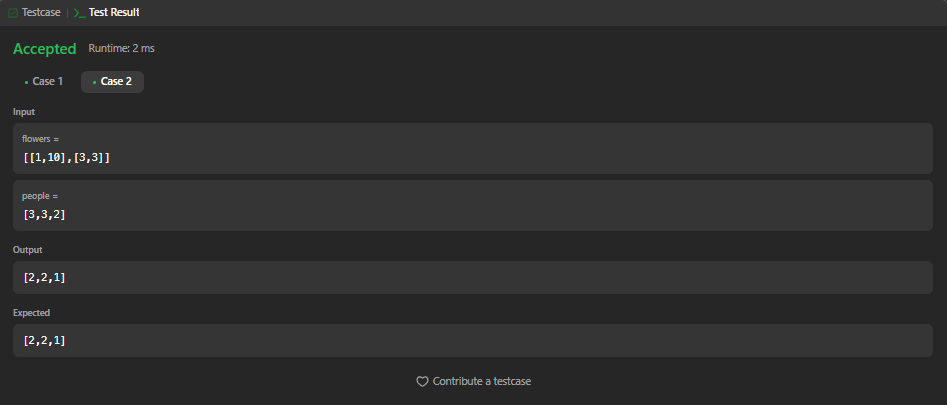 Testcase | Test Result
Accepted Runtime: 2 ms
• Case 1 • Case 2
Input
flowers =
[[1,10],[3,3]]
people =
[3,3,2]
Output
[2,2,1]
Expected
[2,2,1]
Contribute a testcase